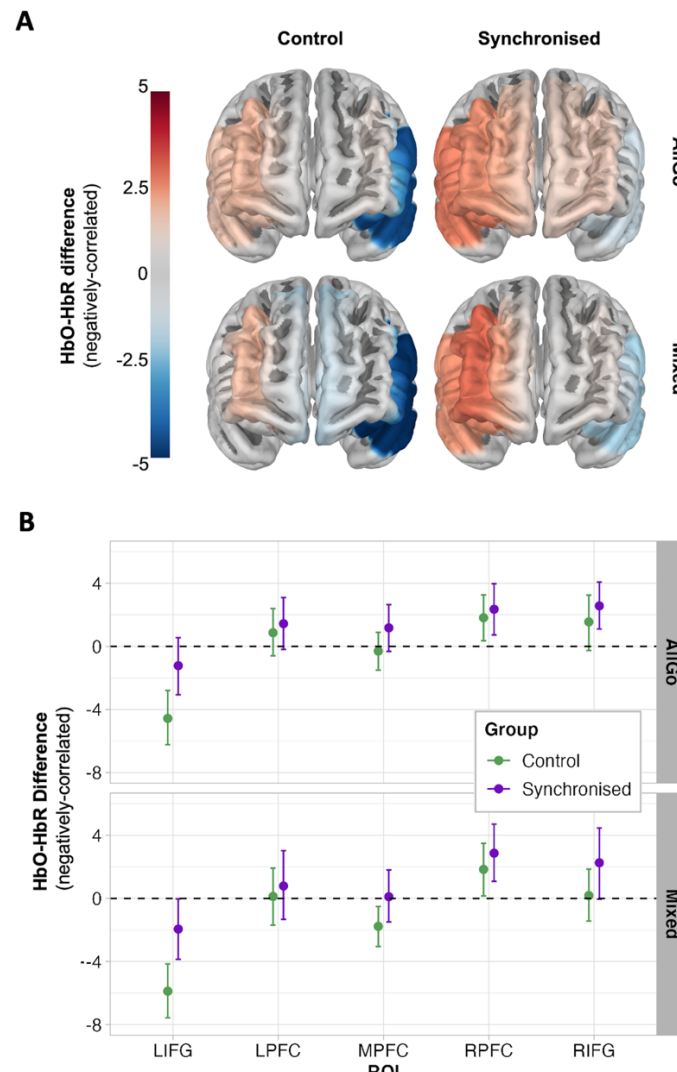 A
Control Synchronised
5
2.5
0
-2.5
-5
HbO-HbR difference
(negatively-correlated)
B
4
0
-4
-8
AllGo
HbO-HbR Difference
(negatively-correlated)
Group
Control
Synchronised
4
0
-4
-8
Mixed
LIFG LPFC MPFC RPFC RIFG